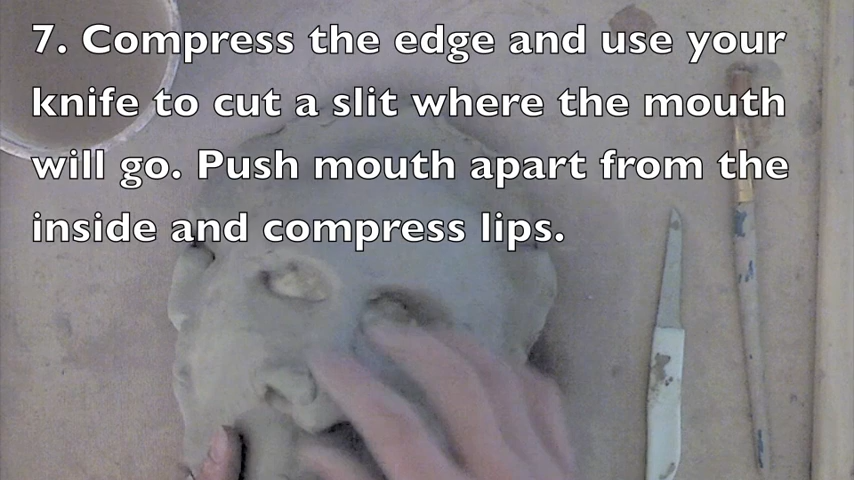 7. Compress the edge and use your
knife to cut a slit where the mouth
will go. Push mouth apart from the
inside and compress lips.